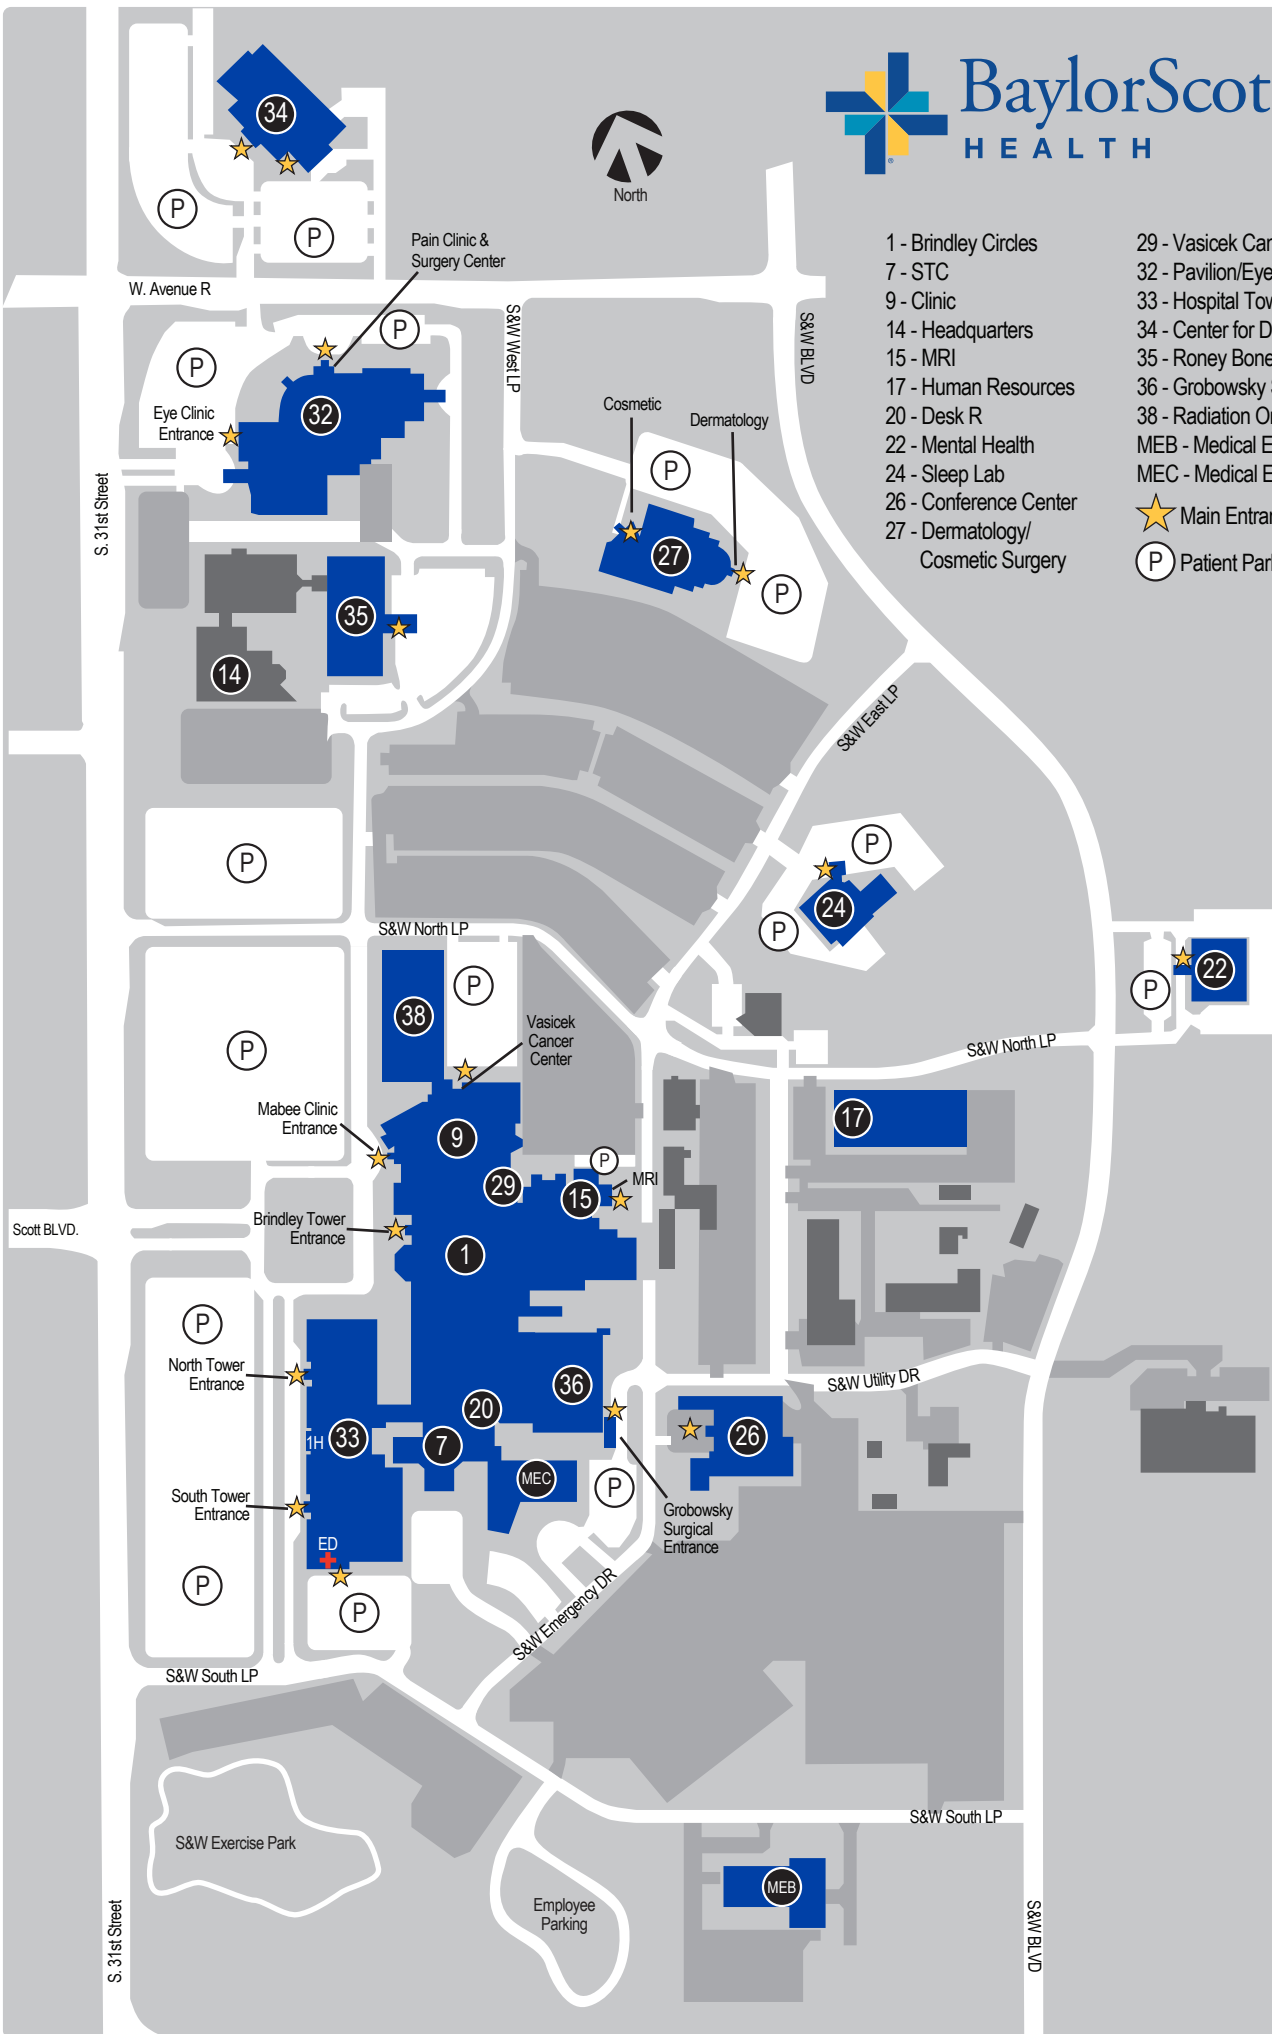 BaylorScot
HEALTH
®
North
1 - Brindley Circles
7 - STC
9 - Clinic
14 - Headquarters
15 - MRI
17 - Human Resources
20 - Desk R
22 - Mental Health
24 - Sleep Lab
26 - Conference Center
27 - Dermatology/
Cosmetic Surgery
29 - Vasicek Can
32 - Pavilion/Eye
33 - Hospital Tow
34 - Center for D
35 - Roney Bone
36 - Grobowsky
38 - Radiation On
MEB - Medical E
MEC - Medical E
Main Entran
P Patient Park
34
P
P
Pain Clinic &
Surgery Center
W. Avenue R
S&W West LP
S&W BLVD
P
P
Eye Clinic
Entrance
32
Cosmetic
Dermatology
P
27
P
S. 31st Street
35
14
S&W East LP
P
P
24
P
S&W North LP
38
P
Vasicek
Cancer
Center
22
P
S&W North LP
P
Mabee Clinic
Entrance
9
17
P
29
15
MRI
Brindley Tower
Entrance
Scott BLVD.
1
P
North Tower
Entrance
36
S&W Utility DR
20
1H
33
7
26
MEC
P
South Tower
Entrance
Grobowsky
Surgical
Entrance
ED
P
P
S&W Emergency DR
S&W South LP
S&W South LP
S&W Exercise Park
MEB
Employee
Parking
S. 31st Street
S&W BLVD